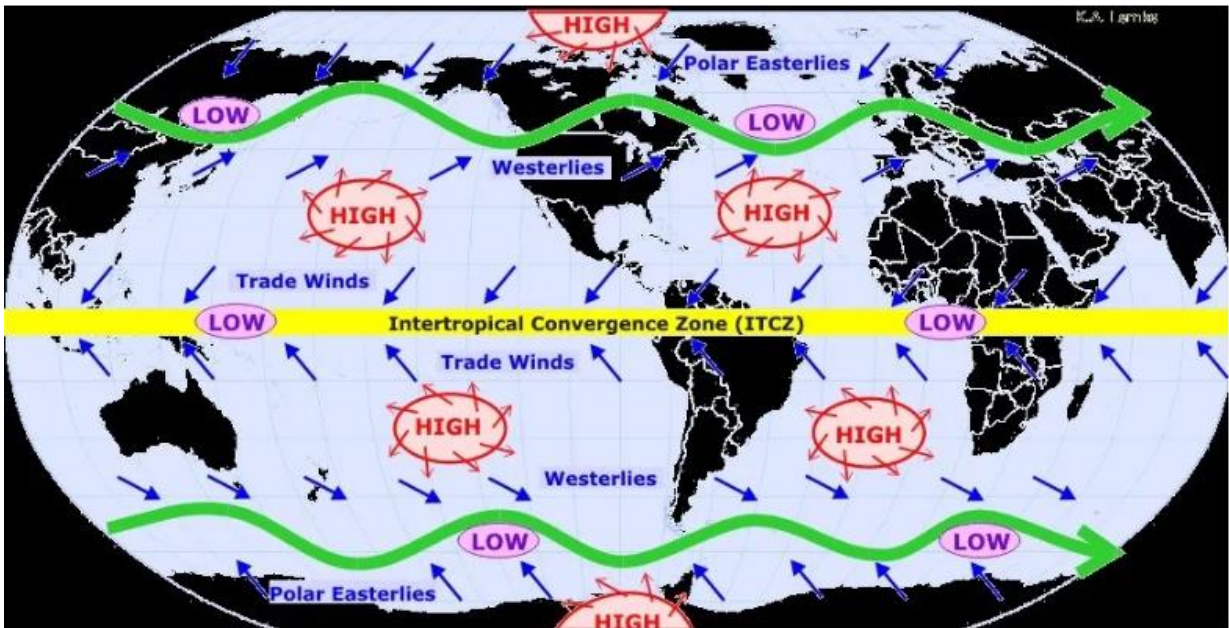 HIGH
Polar Easterlies
LOW
LOW
Westerlies
HIGH
HIGH
Trade Winds
LOW
Intertropical Convergence Zone (ITCZ)
LOW
Trade Winds
HIGH
HIGH
Westerlies
LOW
LOW
Polar Easterlies
HIGH